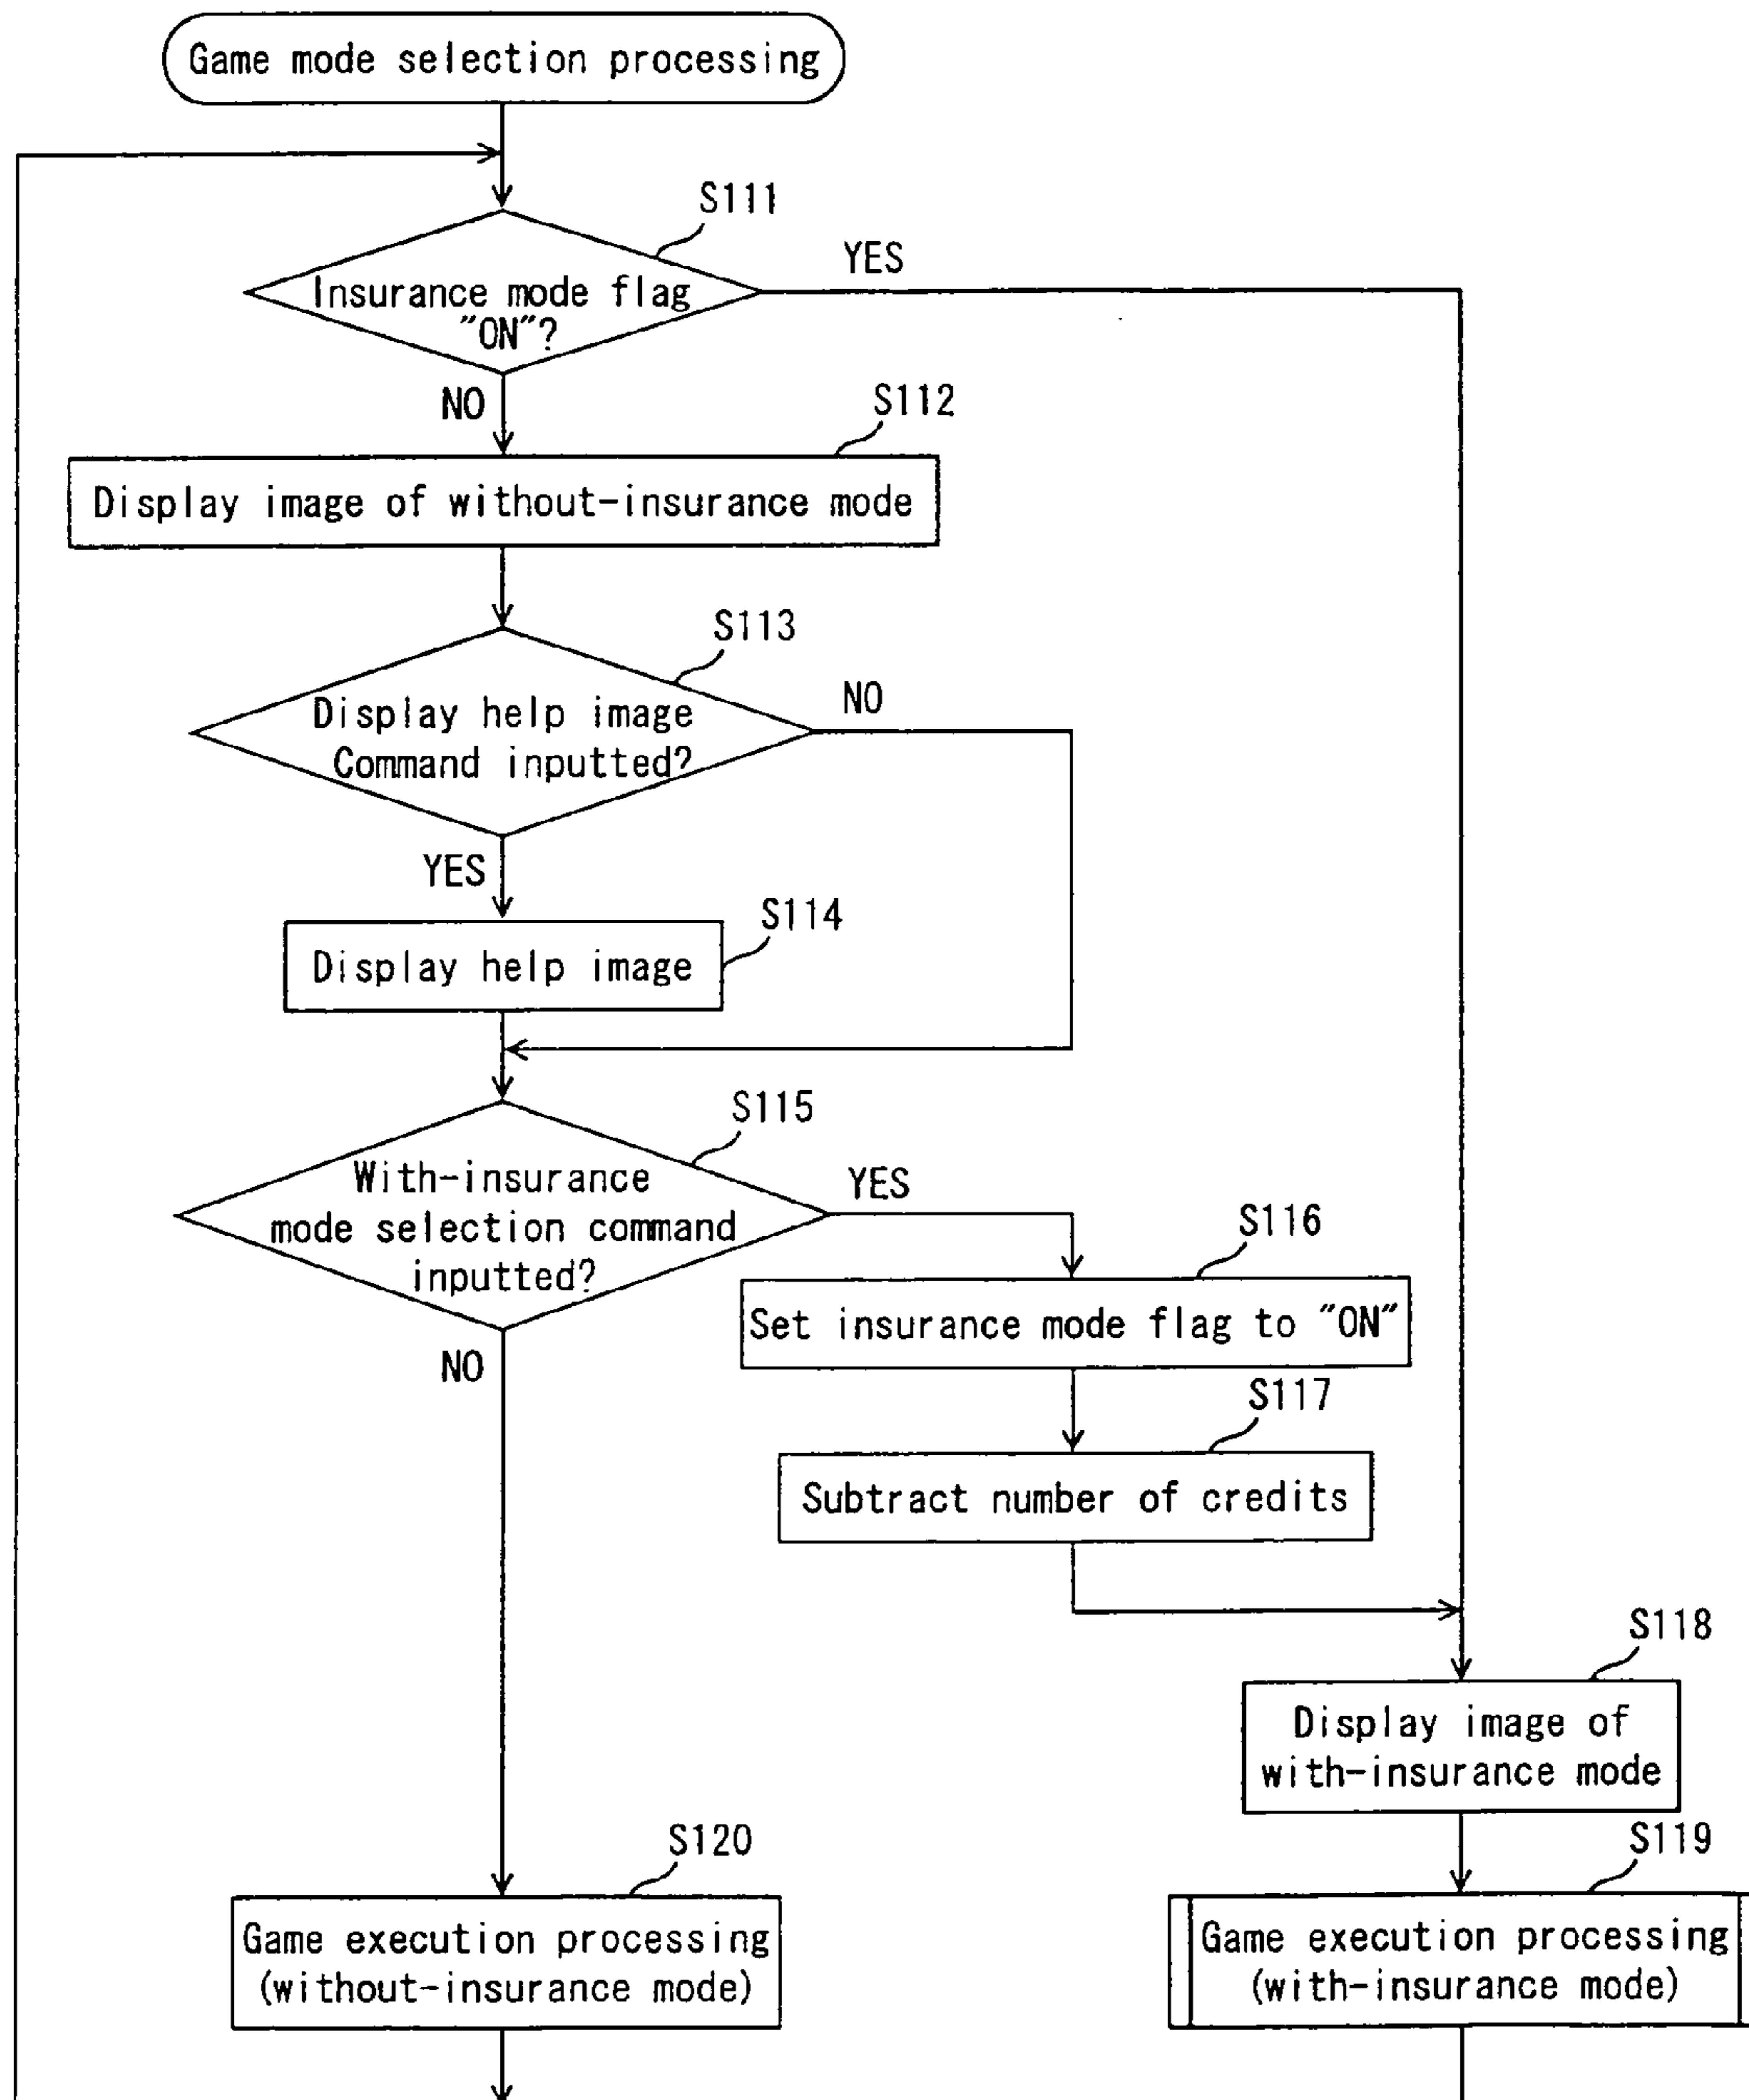 Game mode selection processing
S111
YES
Insurance mode flag
"ON"?
NO
S112
Display image of without-insurance mode
S113
NO
Display help image
Command inputted?
YES
S114
Display help image
S115
With-insurance
mode selection command
inputted?
YES
S116
Set insurance mode flag to "ON"
NO
S117
Subtract number of credits
S118
Display image of
with-insurance mode
S120
S119
Game execution processing
(without-insurance mode)
Game execution processing
(with-insurance mode)